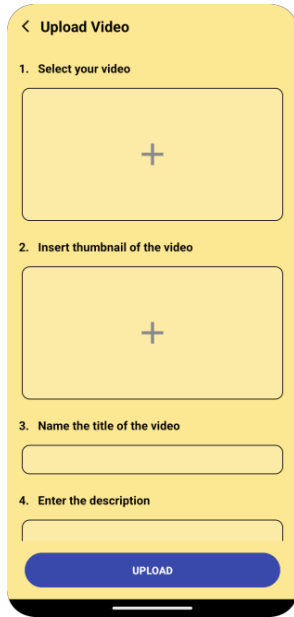 Upload Video
1. Select your video
2. Insert thumbnail of the video
3. Name the title of the video
4. Enter the description
UPLOAD